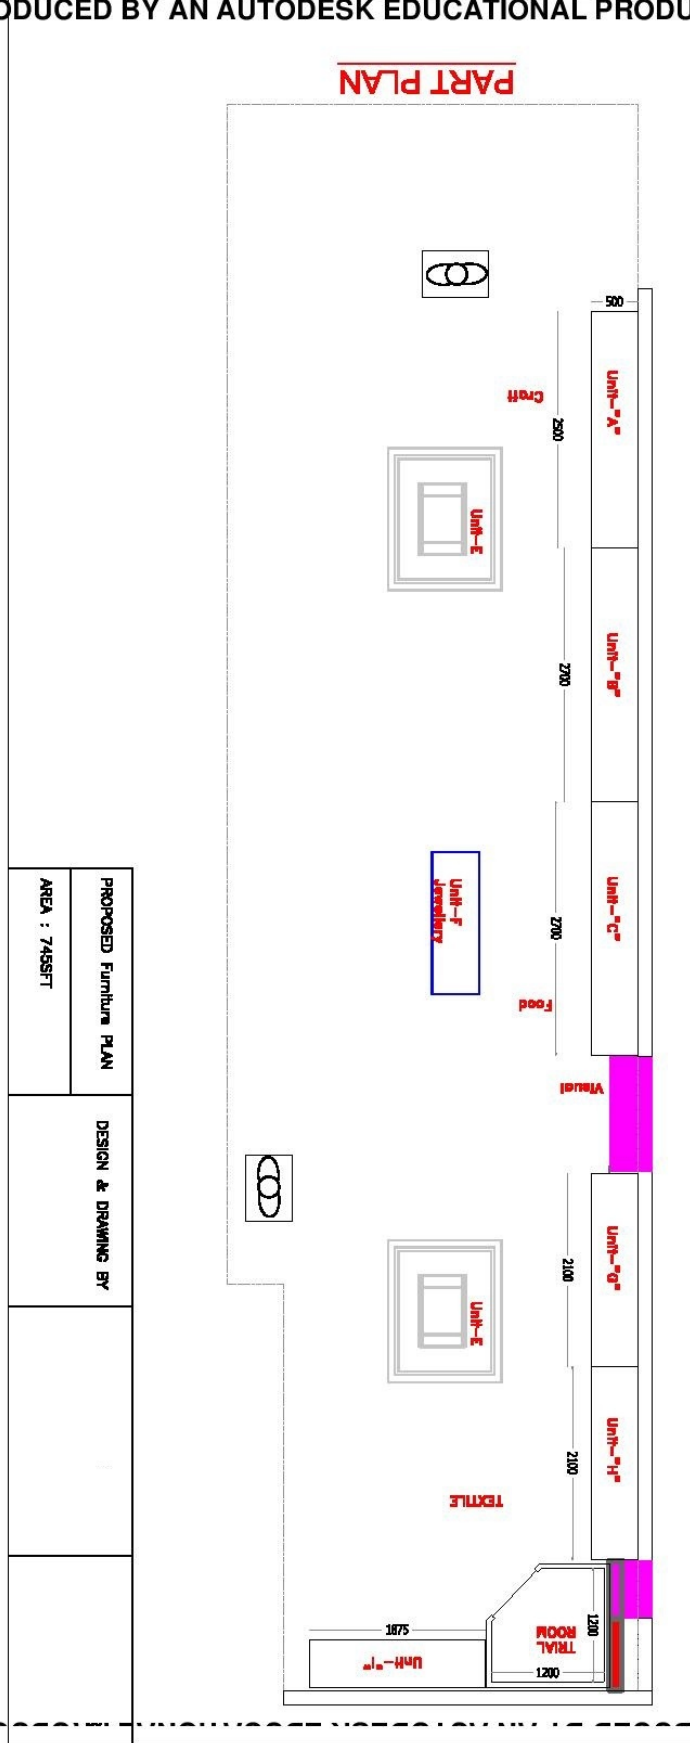 ODUCED BY AN AUTODESK EDUCATIONAL PRODU
PART PLAN
500
Unit-"A"
Craft
2500
Unit-E
Unit-"B"
2700
Unit-F
Jewellery
Unit-"C"
2700
Food
Visual
PROPOSED Furniture PLAN
AREA : 745SFT
DESIGN & DRAWING BY
Unit-"G"
2100
Unit-E
Unit-"H"
2100
TEXTILE
TRIAL
ROOM
1200
1200
1875
Unit-"I"